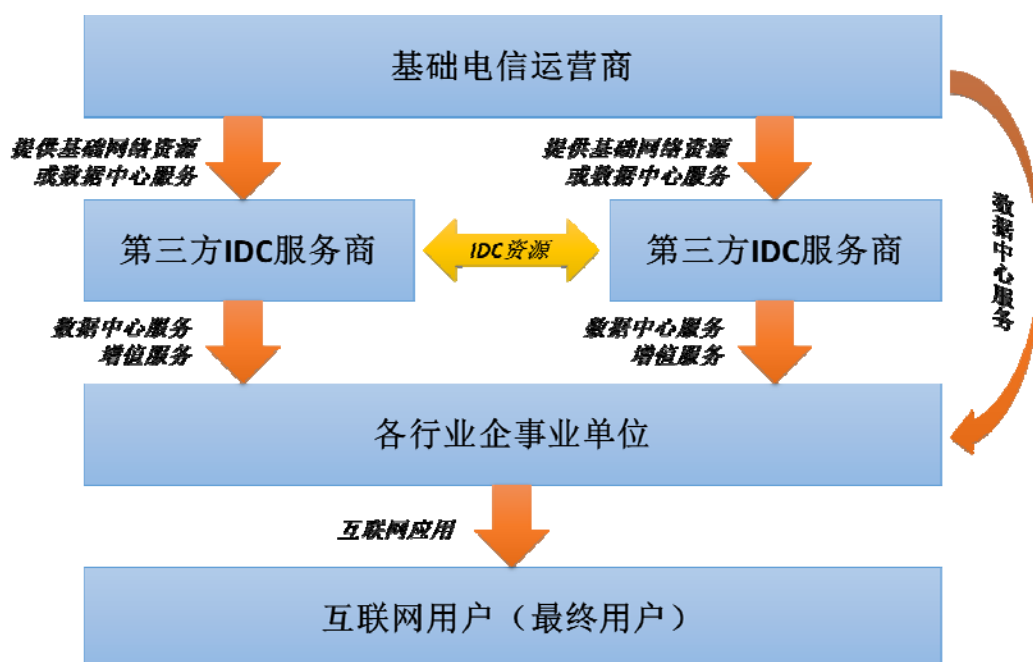 基础电信运营商
提供基础网络资源
或数据中心服务
提供基础网络资源
或数据中心服务
第三方IDC服务商
IDC资源
第三方IDC服务商
数据中心服务
数据中心服务
增值服务
数据中心服务
增值服务
各行业企事业单位
互联网应用
互联网用户（最终用户）